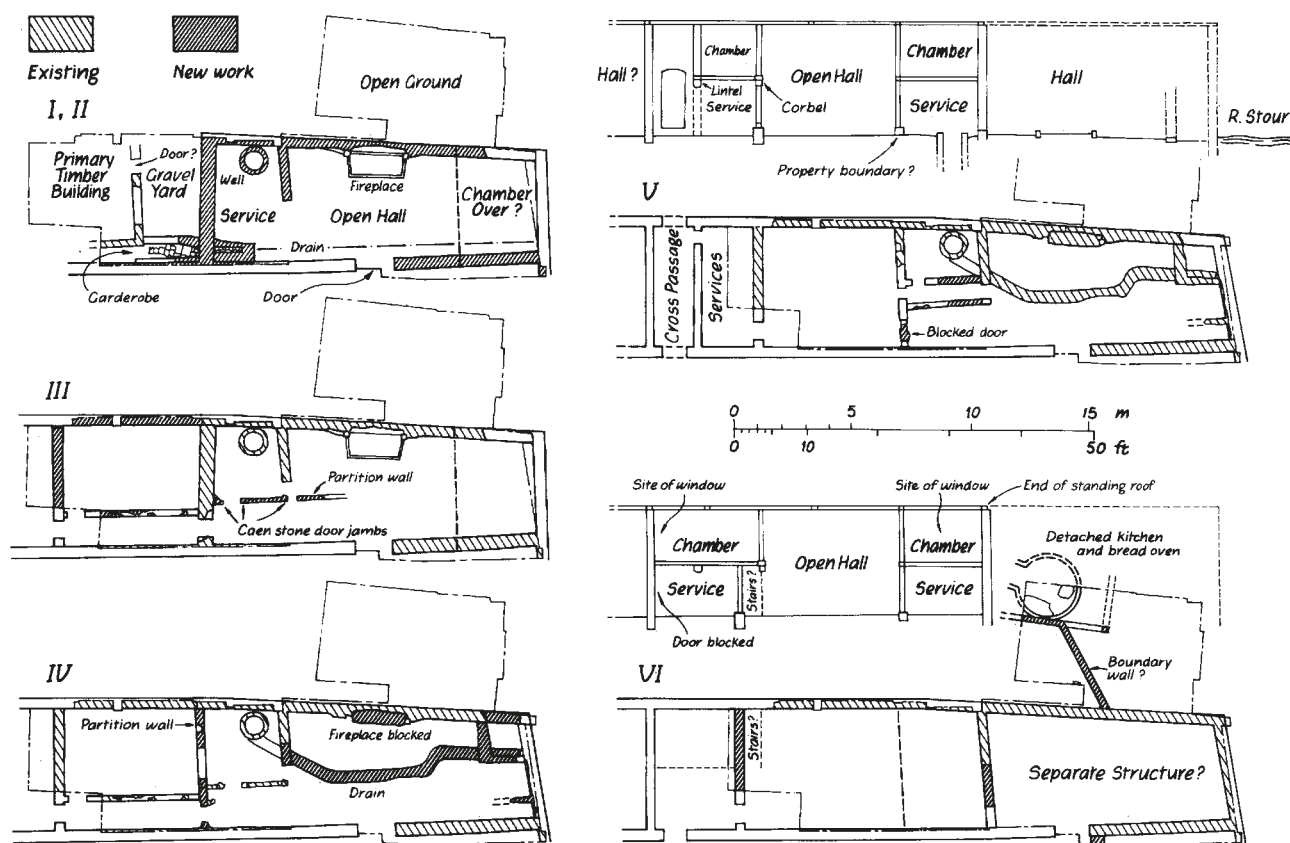 Existing
New work
I, II
Open Ground
Primary
Timber
Building
Door?
Gravel
Yard
Well
Service
Fireplace
Open Hall
Chamber
Over ?
Drain
Garderobe
Door
III
Partition wall
Caen stone door jambs
IV
Partition wall
Fireplace blocked
Drain
Hall ?
Chamber
Lintel
Service
Open Hall
Corbel
Chamber
Service
Hall
R. Stour
Property boundary ?
V
Cross Passage
Services
Blocked door
0 5 10 15 m
0 10 50 ft
Site of window
Site of window
End of standing roof
Chamber
Service
Stairs?
Open Hall
Chamber
Service
Detached kitchen
and bread oven
Door blocked
Boundary
wall ?
VI
Stairs?
Separate Structure?